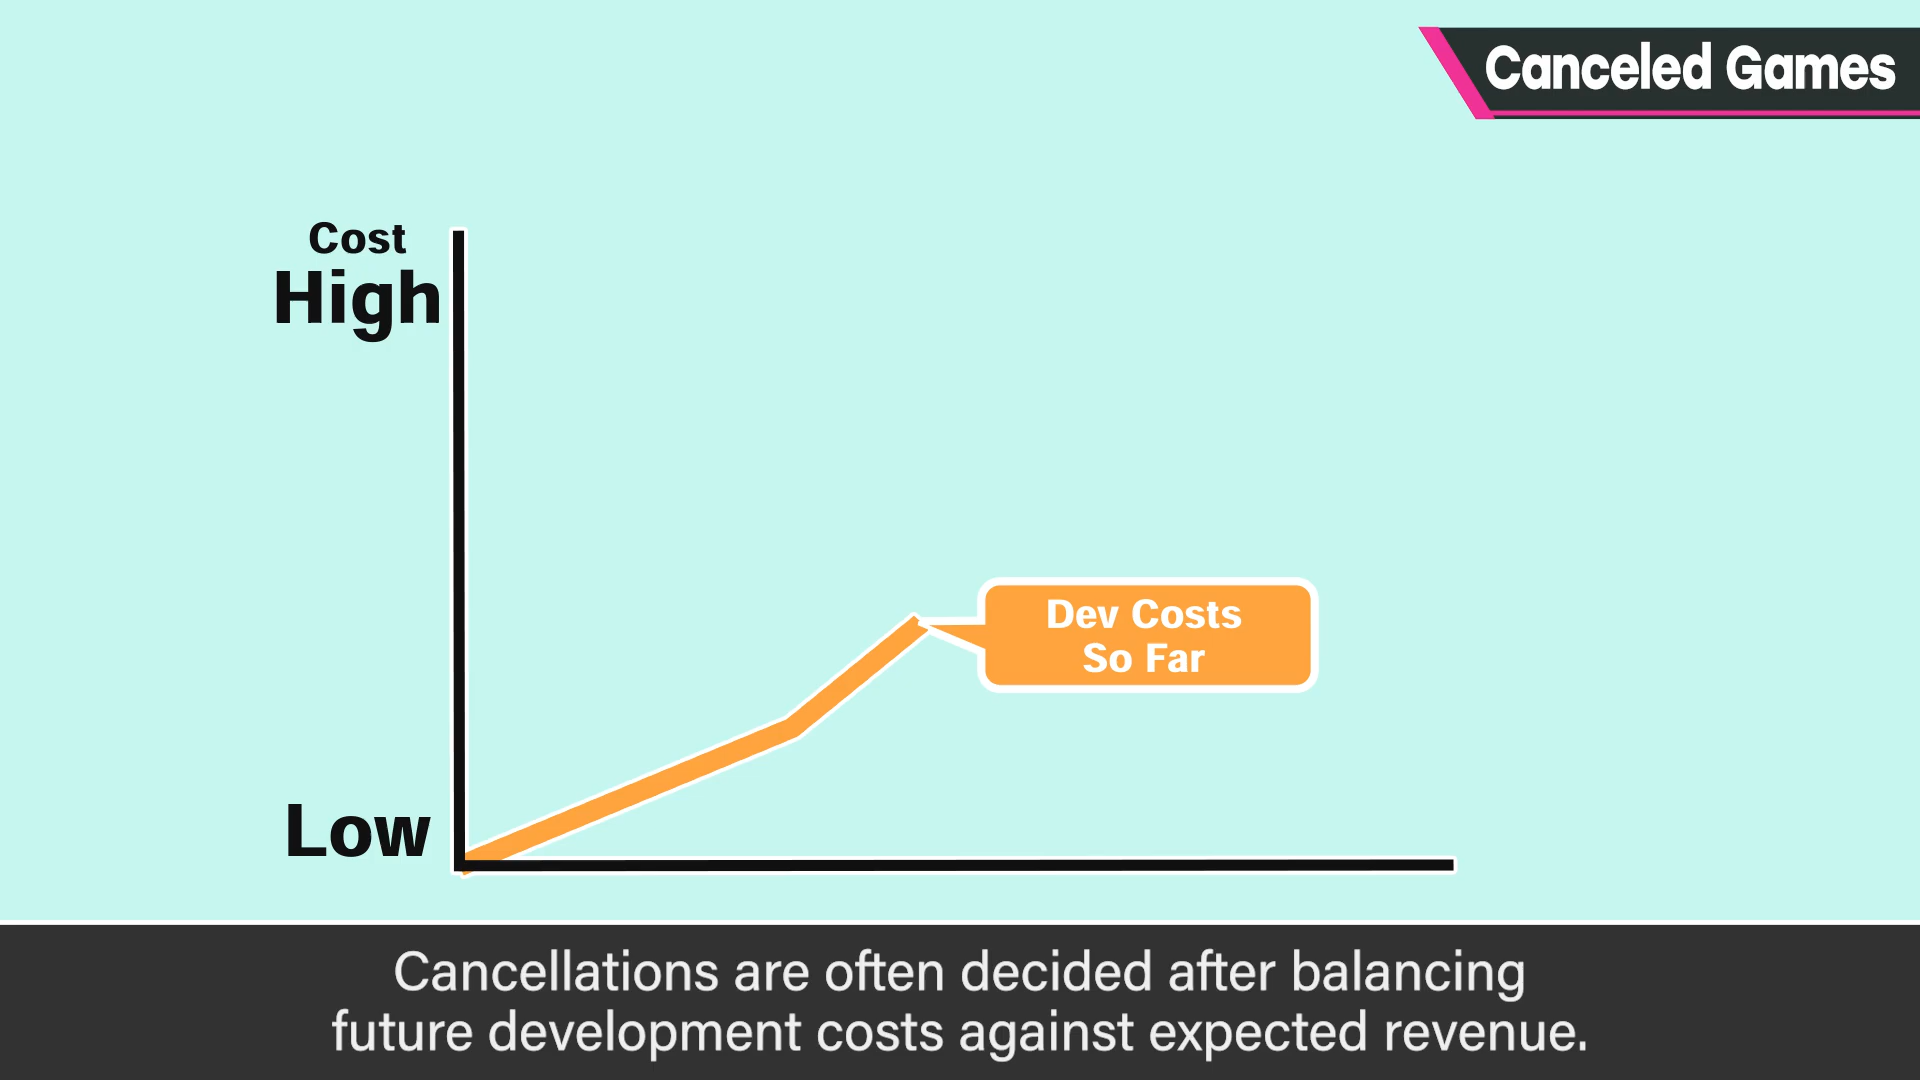 Canceled Games
Cost
High
Dev Costs
So Far
Low
Cancellations are often decided after balancing
future development costs against expected revenue.